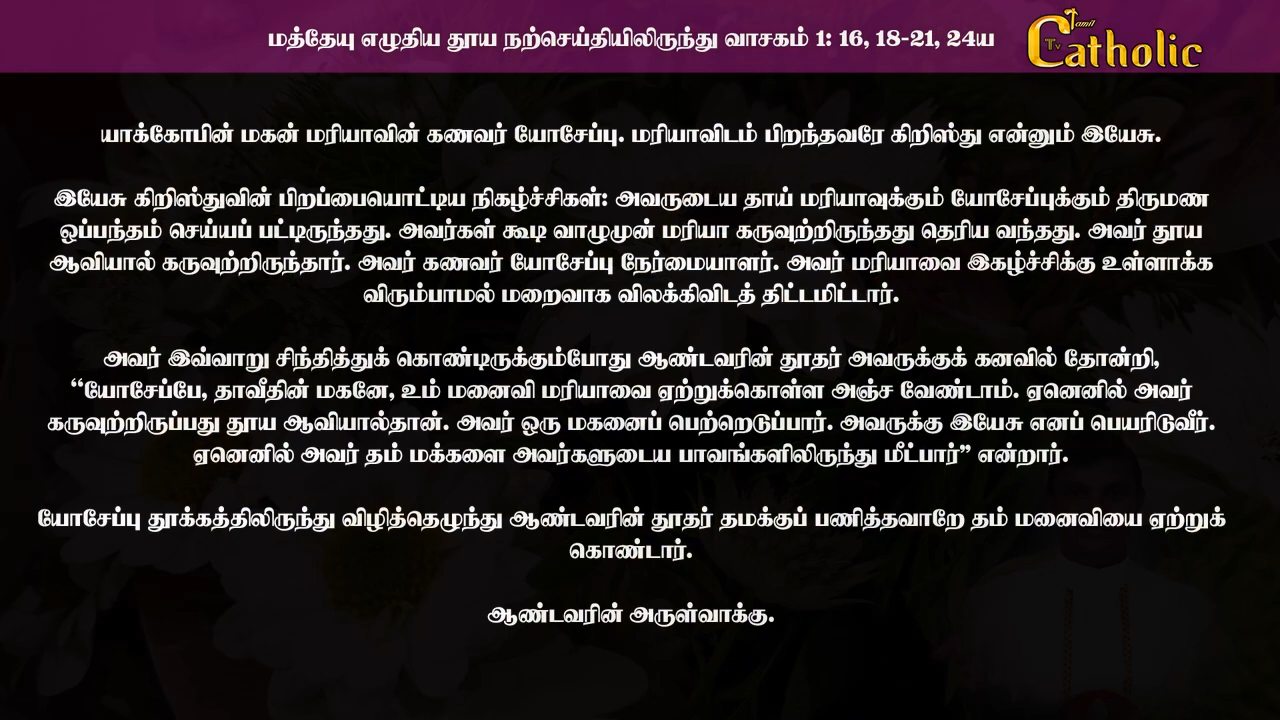 மத்தேயு எழுதிய தூய நற்செய்தியிலிருந்து வாசகம் 1: 16, 18-21, 24ய
Tamil
Catholic
Tv
யாக்கோபின் மகன் மரியாவின் கணவர் யோசேப்பு. மரியாவிடம் பிறந்தவரே கிறிஸ்து என்னும் இயேசு.
இயேசு கிறிஸ்துவின் பிறப்பையொட்டிய நிகழ்ச்சிகள்: அவருடைய தாய் மரியாவுக்கும் யோசேப்புக்கும் திருமண
ஒப்பந்தம் செய்யப் பட்டிருந்தது. அவர்கள் கூடி வாழுமுன் மரியா கருவுற்றிருந்தது தெரிய வந்தது. அவர் தூய
ஆவியால் கருவுற்றிருந்தார். அவர் கணவர் யோசேப்பு நேர்மையாளர். அவர் மரியாவை இகழ்ச்சிக்கு உள்ளாக்க
விரும்பாமல் மறைவாக விலக்கிவிடத் திட்டமிட்டார்.
அவர் இவ்வாறு சிந்தித்துக் கொண்டிருக்கும்போது ஆண்டவரின் தூதர் அவருக்குக் கனவில் தோன்றி,
“யோசேப்பே, தாவீதின் மகனே, உம் மனைவி மரியாவை ஏற்றுக்கொள்ள அஞ்ச வேண்டாம். ஏனெனில் அவர்
கருவுற்றிருப்பது தூய ஆவியால்தான். அவர் ஒரு மகனைப் பெற்றெடுப்பார். அவருக்கு இயேசு எனப் பெயரிடுவீர்.
ஏனெனில் அவர் தம் மக்களை அவர்களுடைய பாவங்களிலிருந்து மீட்பார்” என்றார்.
யோசேப்பு தூக்கத்திலிருந்து விழித்தெழுந்து ஆண்டவரின் தூதர் தமக்குப் பணித்தவாறே தம் மனைவியை ஏற்றுக்
கொண்டார்.
ஆண்டவரின் அருள்வாக்கு.